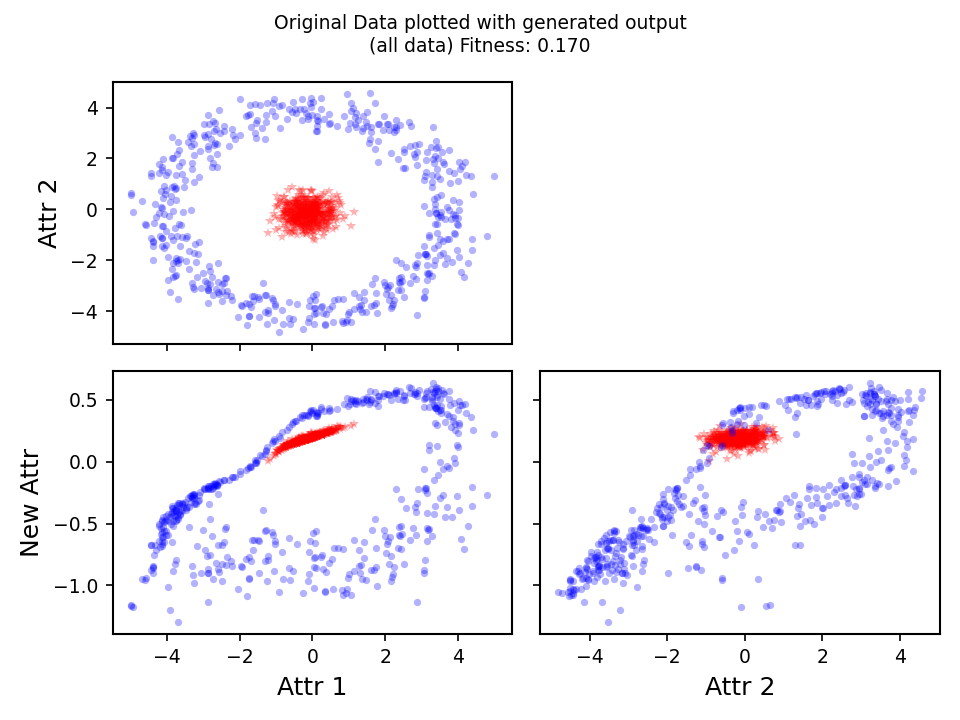 Original Data plotted with generated output
(all data) Fitness: 0.170
4
2
0
−2
−4
Attr 2
0.5
0.0
−0.5
−1.0
New Attr
−4 −2 0 2 4
Attr 1
−4 −2 0 2 4
Attr 2